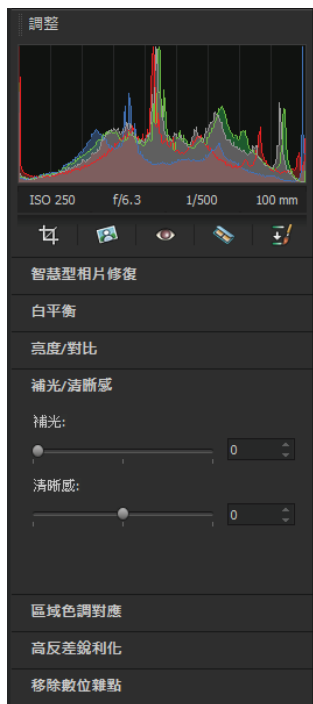 調整
ISO 250 f/6.3 1/500 100 mm
智慧型相片修復
白平衡
亮度/對比
補光/清晰感
補光:
0
清晰感:
0
區域色調對應
高反差銳利化
移除數位雜點